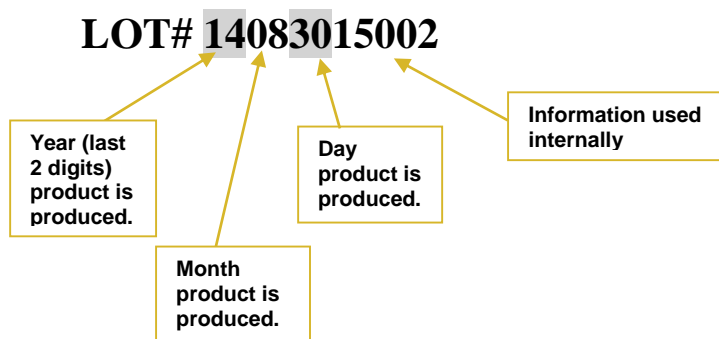 LOT# 14083015002
Year (last
2 digits)
product is
produced.
Month
product is
produced.
Day
product is
produced.
Information used
internally